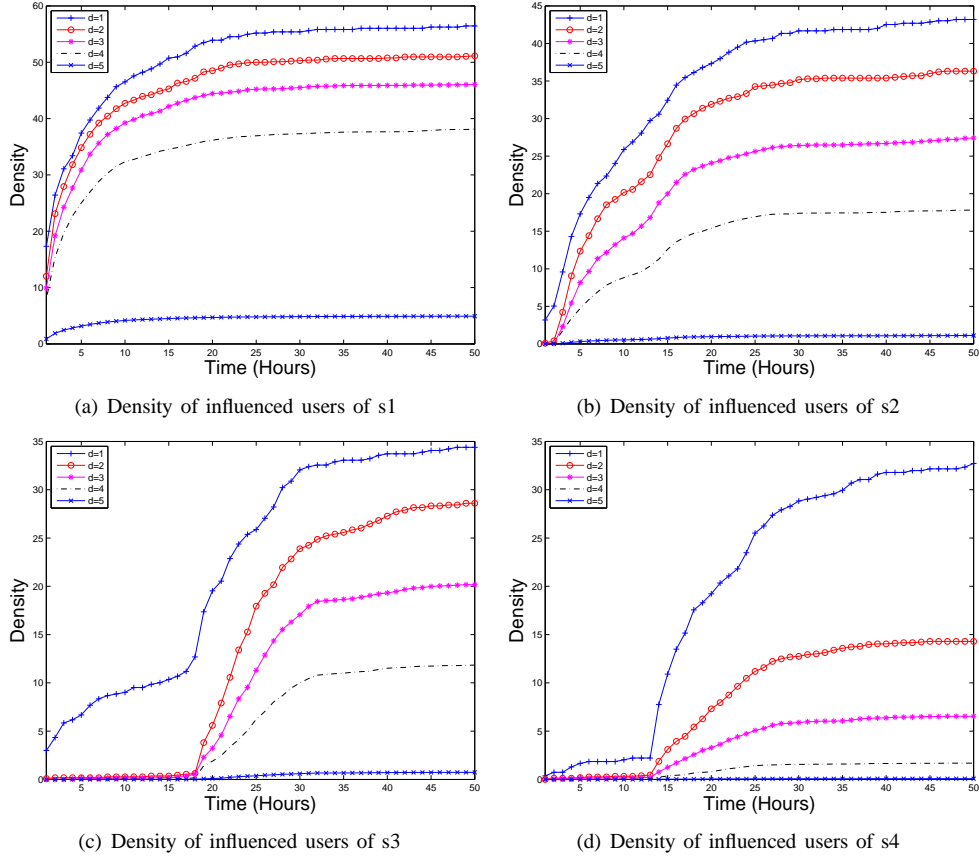 60
50
40
30
20
10
0
Density
d=1
d=2
d=3
d=4
d=5
5 10 15 20 25 30 35 40 45 50
Time (Hours)
(a) Density of influenced users of s1
45
40
35
30
25
20
15
10
5
0
Density
d=1
d=2
d=3
d=4
d=5
5 10 15 20 25 30 35 40 45 50
Time (Hours)
(b) Density of influenced users of s2
35
30
25
20
15
10
5
0
Density
d=1
d=2
d=3
d=4
d=5
5 10 15 20 25 30 35 40 45 50
Time (Hours)
(c) Density of influenced users of s3
35
30
25
20
15
10
5
0
Density
d=1
d=2
d=3
d=4
d=5
5 10 15 20 25 30 35 40 45 50
Time (Hours)
(d) Density of influenced users of s4